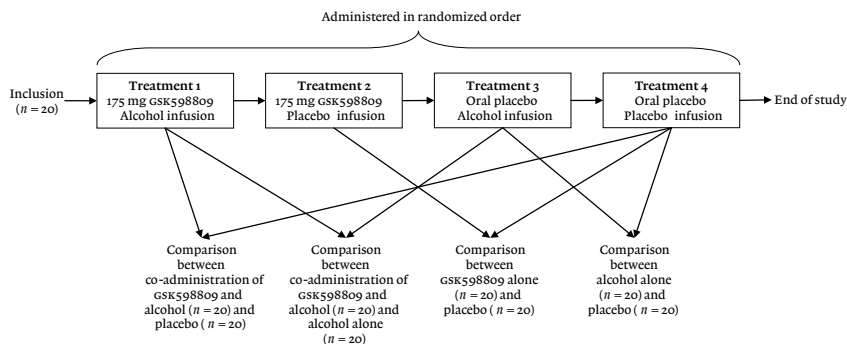 Administered in randomized order
Inclusion
(n = 20)
Treatment 1
175 mg GSK598809
Alcohol infusion
Treatment 2
175 mg GSK598809
Placebo infusion
Treatment 3
Oral placebo
Alcohol infusion
Treatment 4
Oral placebo
Placebo infusion
End of study
Comparison
between
co-administration of
GSK598809 and
alcohol (n = 20) and
placebo ( n = 20)
Comparison
between
co-administration of
GSK598809 and
alcohol (n = 20) and
alcohol alone
(n = 20)
Comparison
between
GSK598809 alone
(n = 20) and
placebo (n = 20)
Comparison
between
alcohol alone
(n = 20) and
placebo (n = 20)